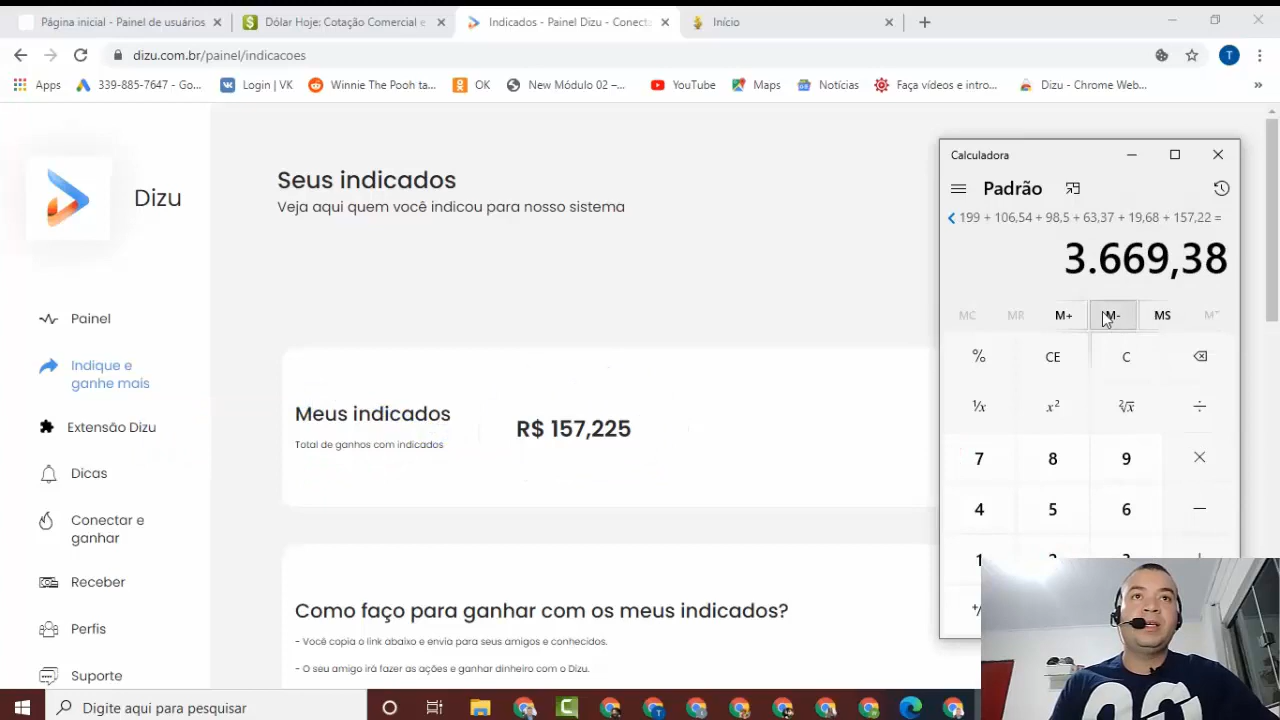 Página inicial - Painel de usuários
Dólar Hoje: Cotação Comercial e
Indicados - Painel Dizu - Conect
Início
dizu.com.br/painel/indicacoes
T
Apps
339-885-7647 - Go...
Login | VK
Winnie The Pooh ta...
OK
New Módulo 02 –...
YouTube
Maps
Notícias
Faça vídeos e intro...
Dizu - Chrome Web...
Dizu
Painel
Indique e
ganhe mais
Extensão Dizu
Dicas
Conectar e
ganhar
Receber
Perfis
Suporte
Seus indicados
Veja aqui quem você indicou para nosso sistema
Meus indicados
Total de ganhos com indicados
R$ 157,225
Como faço para ganhar com os meus indicados?
- Você copia o link abaixo e envia para seus amigos e conhecidos.
- O seu amigo irá fazer as ações e ganhar dinheiro com o Dizu.
Calculadora
Padrão
199 + 106,54 + 98,5 + 63,37 + 19,68 + 157,22 =
3.669,38
MC MR M+ M- MS M
% CE C
¹/x x² ²√x ÷
7 8 9 ×
4 5 6 −
1 2 3 +
Digite aqui para pesquisar